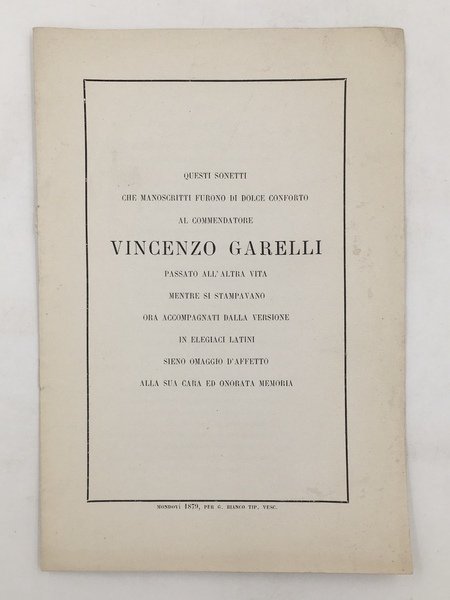 QUESTI SONETTI
CHE MANOSCRITTI FURONO DI DOLCE CONFORTO
AL COMMENDATORE
VINCENZO GARELLI
PASSATO ALL'ALTRA VITA
MENTRE SI STAMPAVANO
ORA ACCOMPAGNATI DALLA VERSIONE
IN ELEGIACI LATINI
SIENO OMAGGIO D'AFFETTO
ALLA SUA CARA ED ONORATA MEMORIA
MONDOVÌ 1879, PER G. BIANCO TIP. VESC.